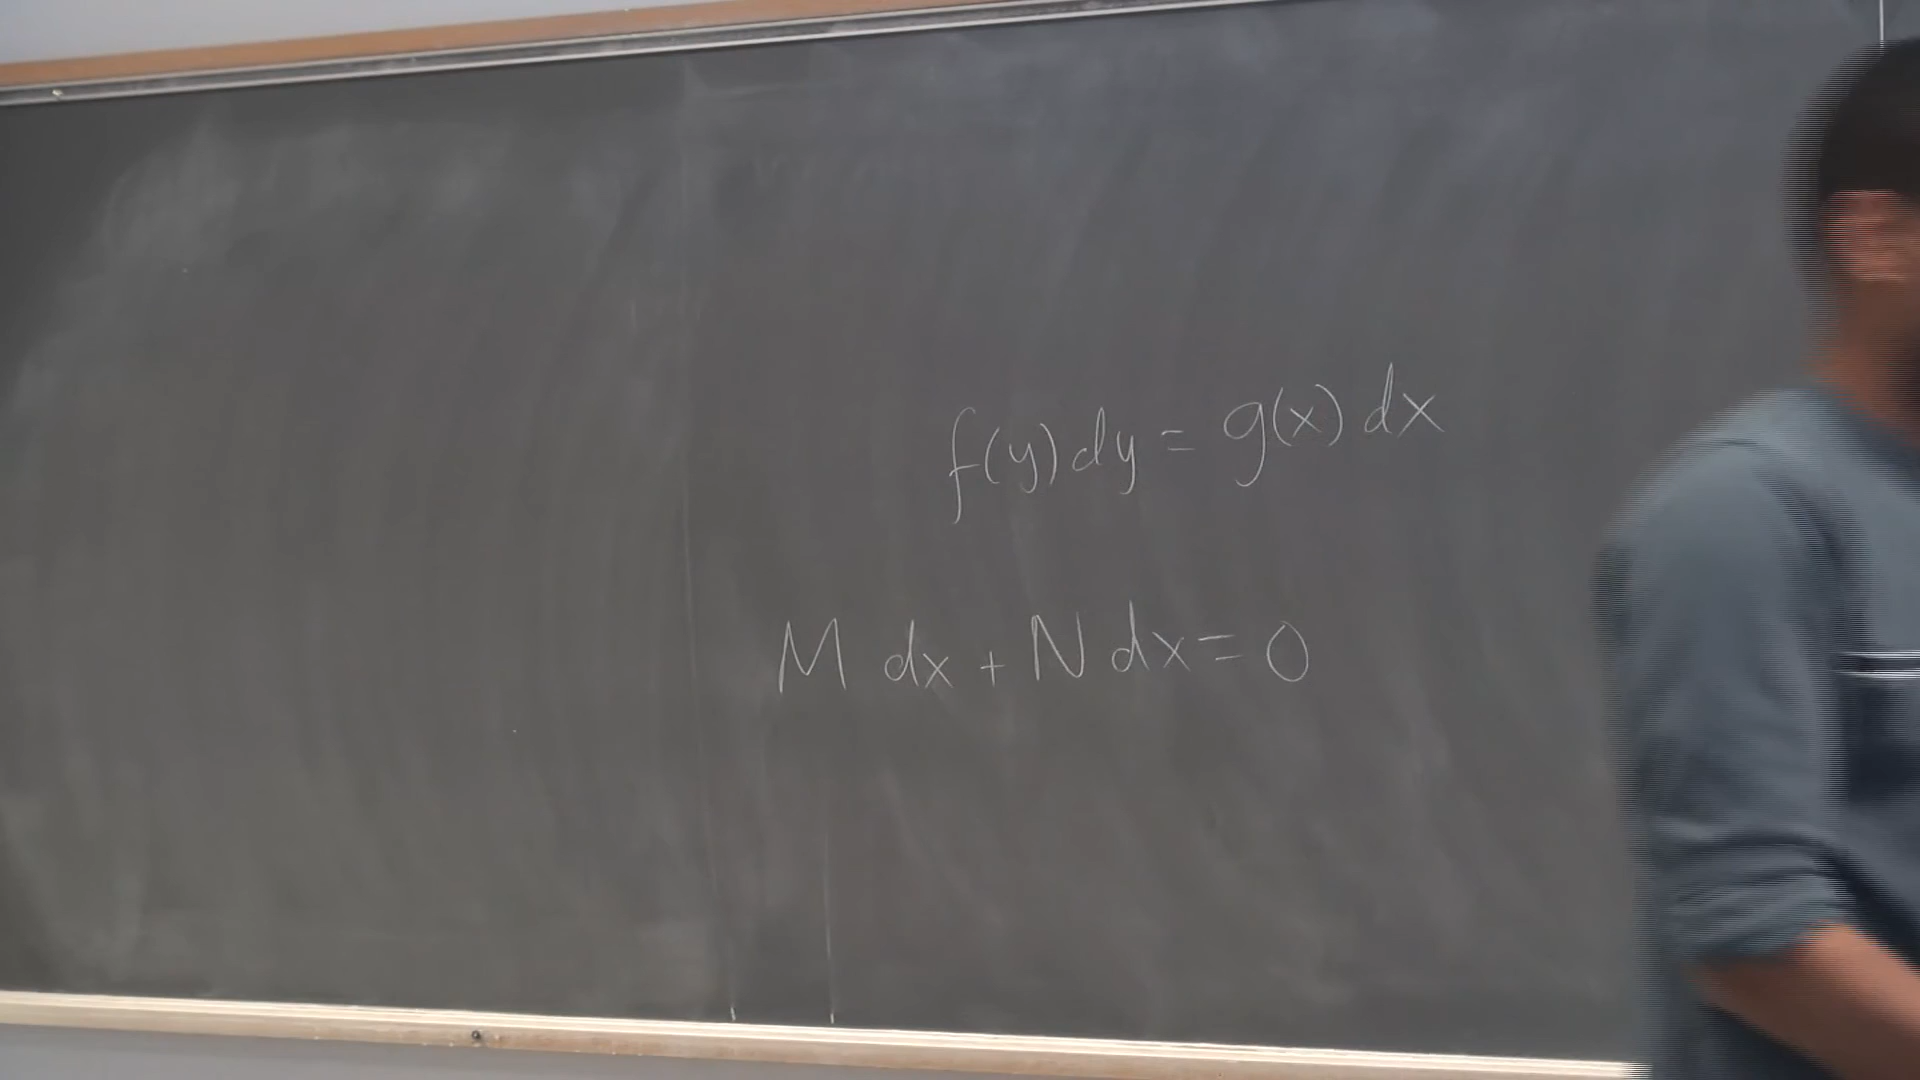 f(y) dy = g(x) dx
M dx + N dx = 0